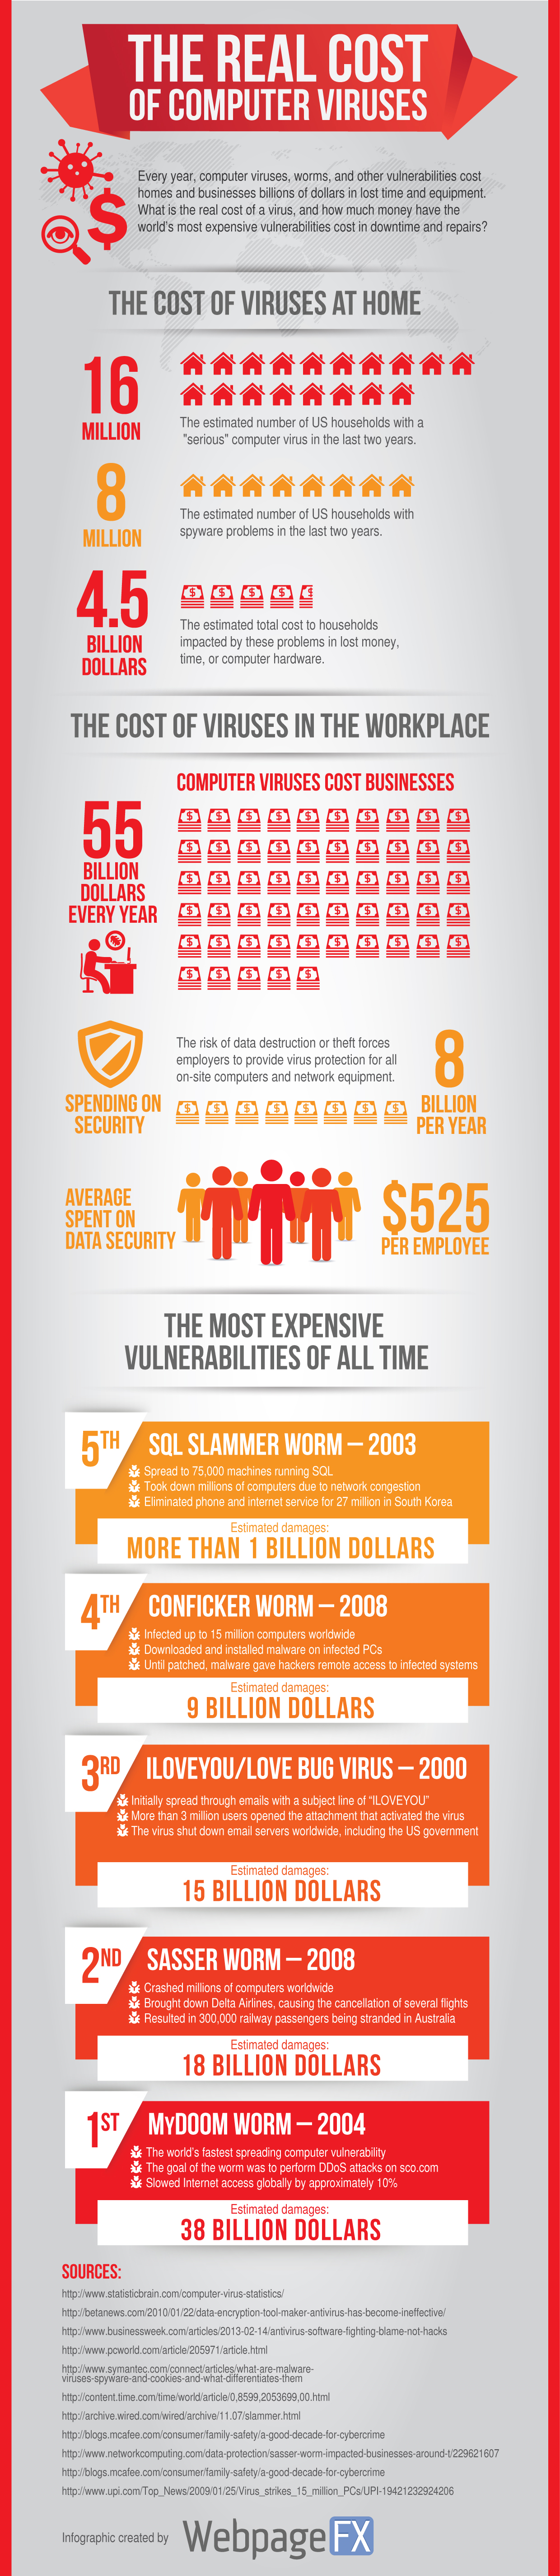 THE REAL COST
OF COMPUTER VIRUSES
Every year, computer viruses, worms, and other vulnerabilities cost
homes and businesses billions of dollars in lost time and equipment.
What is the real cost of a virus, and how much money have the
world's most expensive vulnerabilities cost in downtime and repairs?
$
THE COST OF VIRUSES AT HOME
16
MILLION
The estimated number of US households with a
"serious" computer virus in the last two years.
8
MILLION
The estimated number of US households with
spyware problems in the last two years.
4.5
BILLION
DOLLARS
The estimated total cost to households
impacted by these problems in lost money,
time, or computer hardware.
THE COST OF VIRUSES IN THE WORKPLACE
COMPUTER VIRUSES COST BUSINESSES
55
BILLION
DOLLARS
EVERY YEAR
The risk of data destruction or theft forces
employers to provide virus protection for all
on-site computers and network equipment.
SPENDING ON
SECURITY
8
BILLION
PER YEAR
AVERAGE
SPENT ON
DATA SECURITY
$525
PER EMPLOYEE
THE MOST EXPENSIVE
VULNERABILITIES OF ALL TIME
5TH
SQL SLAMMER WORM – 2003
Spread to 75,000 machines running SQL
Took down millions of computers due to network congestion
Eliminated phone and internet service for 27 million in South Korea
Estimated damages:
MORE THAN 1 BILLION DOLLARS
4TH
CONFICKER WORM – 2008
Infected up to 15 million computers worldwide
Downloaded and installed malware on infected PCs
Until patched, malware gave hackers remote access to infected systems
Estimated damages:
9 BILLION DOLLARS
3RD
ILOVEYOU/LOVE BUG VIRUS – 2000
Initially spread through emails with a subject line of “ILOVEYOU”
More than 3 million users opened the attachment that activated the virus
The virus shut down email servers worldwide, including the US government
Estimated damages:
15 BILLION DOLLARS
2ND
SASSER WORM – 2008
Crashed millions of computers worldwide
Brought down Delta Airlines, causing the cancellation of several flights
Resulted in 300,000 railway passengers being stranded in Australia
Estimated damages:
18 BILLION DOLLARS
1ST
MYDOOM WORM – 2004
The world's fastest spreading computer vulnerability
The goal of the worm was to perform DDoS attacks on sco.com
Slowed Internet access globally by approximately 10%
Estimated damages:
38 BILLION DOLLARS
SOURCES:
http://www.statisticbrain.com/computer-virus-statistics/
http://betanews.com/2010/01/22/data-encryption-tool-maker-antivirus-has-become-ineffective/
http://www.businessweek.com/articles/2013-02-14/antivirus-software-fighting-blame-not-hacks
http://www.pcworld.com/article/205971/article.html
http://www.symantec.com/connect/articles/what-are-malware-
viruses-spyware-and-cookies-and-what-differentiates-them
http://content.time.com/time/world/article/0,8599,2053699,00.html
http://archive.wired.com/wired/archive/11.07/slammer.html
http://blogs.mcafee.com/consumer/family-safety/a-good-decade-for-cybercrime
http://www.networkcomputing.com/data-protection/sasser-worm-impacted-businesses-around-t/229621607
http://blogs.mcafee.com/consumer/family-safety/a-good-decade-for-cybercrime
http://www.upi.com/Top_News/2009/01/25/Virus_strikes_15_million_PCs/UPI-19421232924206
Infographic created by WebpageFX